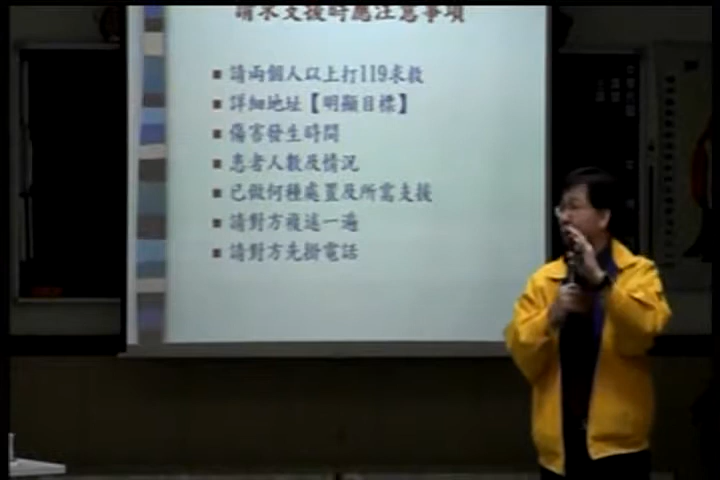 請求支援時應注意事項
■ 請兩個人以上打119求救
■ 詳細地址【明顯目標】
■ 傷害發生時間
■ 患者人數及情況
■ 已做何種處置及所需支援
■ 請對方複述一遍
■ 請對方先掛電話